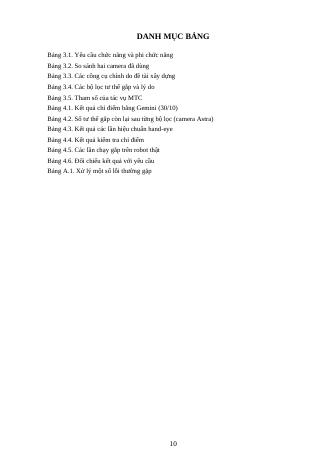 DANH MỤC BẢNG
Bảng 3.1. Yêu cầu chức năng và phi chức năng
Bảng 3.2. So sánh hai camera đã dùng
Bảng 3.3. Các công cụ chính do đề tài xây dựng
Bảng 3.4. Các bộ lọc tư thế gắp và lý do
Bảng 3.5. Tham số của tác vụ MTC
Bảng 4.1. Kết quả chỉ điểm bằng Gemini (30/10)
Bảng 4.2. Số tư thế gắp còn lại sau từng bộ lọc (camera Astra)
Bảng 4.3. Kết quả các lần hiệu chuẩn hand-eye
Bảng 4.4. Kết quả kiểm tra chỉ điểm
Bảng 4.5. Các lần chạy gắp trên robot thật
Bảng 4.6. Đối chiếu kết quả với yêu cầu
Bảng A.1. Xử lý một số lỗi thường gặp
10